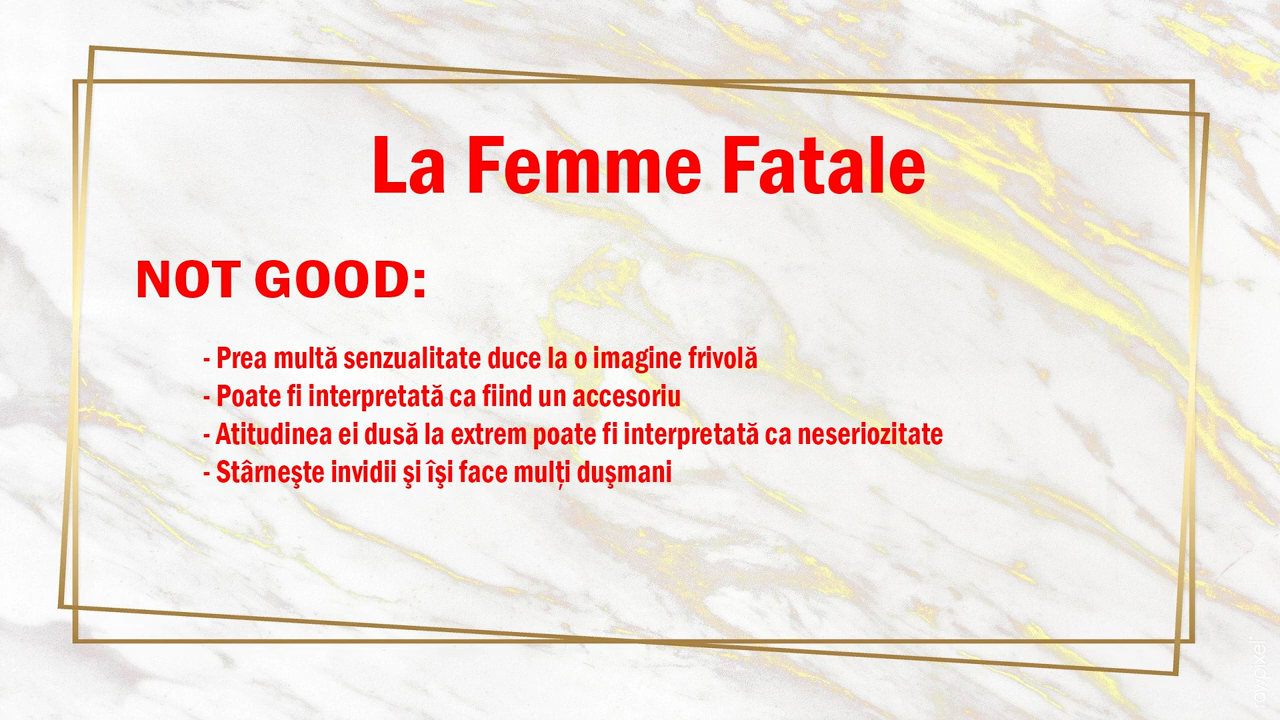 La Femme Fatale
NOT GOOD:
- Prea multă senzualitate duce la o imagine frivolă
- Poate fi interpretată ca fiind un accesoriu
- Atitudinea ei dusă la extrem poate fi interpretată ca neseriozitate
- Stârneşte invidii şi îşi face mulți duşmani
rawpixel